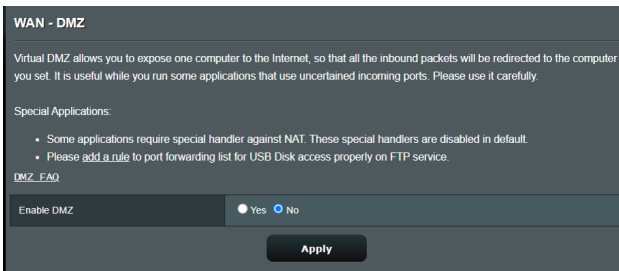 WAN - DMZ
Virtual DMZ allows you to expose one computer to the Internet, so that all the inbound packets will be redirected to the computer
you set. It is useful while you run some applications that use uncertained incoming ports. Please use it carefully.
Special Applications:
• Some applications require special handler against NAT. These special handlers are disabled in default.
• Please add a rule to port forwarding list for USB Disk access properly on FTP service.
DMZ FAQ
Enable DMZ Yes No
Apply